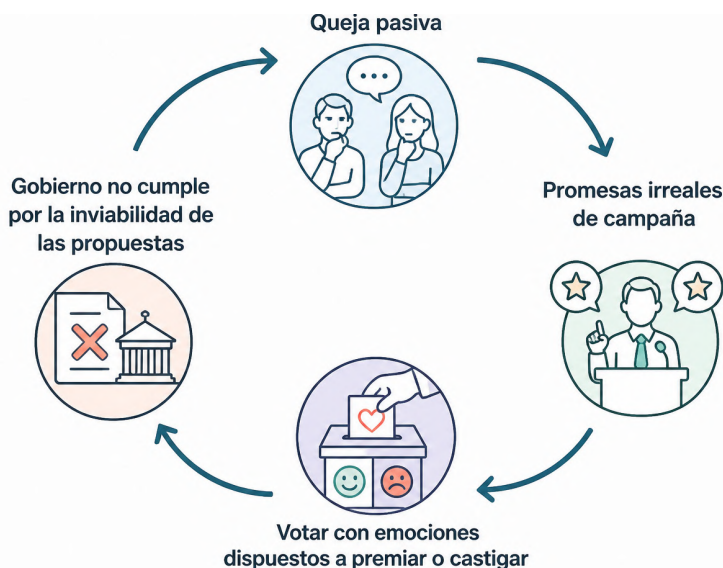 Queja pasiva
Promesas irreales
de campaña
Votar con emociones
dispuestos a premiar o castigar
Gobierno no cumple
por la inviabilidad de
las propuestas